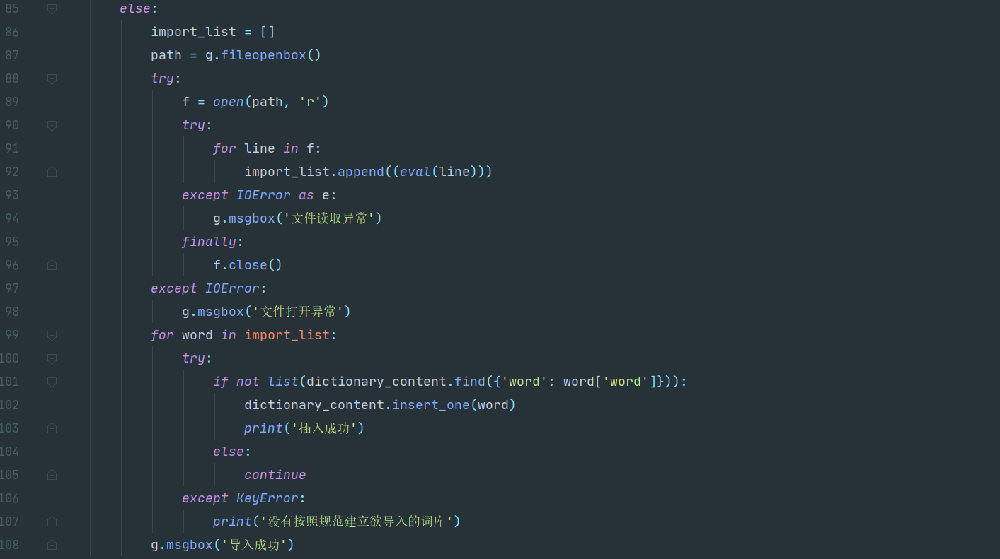 85 else:
86 import_list = []
87 path = g.fileopenbox()
88 try:
89 f = open(path, 'r')
90 try:
91 for line in f:
92 import_list.append((eval(line)))
93 except IOError as e:
94 g.msgbox('文件读取异常')
95 finally:
96 f.close()
97 except IOError:
98 g.msgbox('文件打开异常')
99 for word in import_list:
100 try:
101 if not list(dictionary_content.find({'word': word['word']})):
102 dictionary_content.insert_one(word)
103 print('插入成功')
104 else:
105 continue
106 except KeyError:
107 print('没有按照规范建立欲导入的词库')
108 g.msgbox('导入成功')